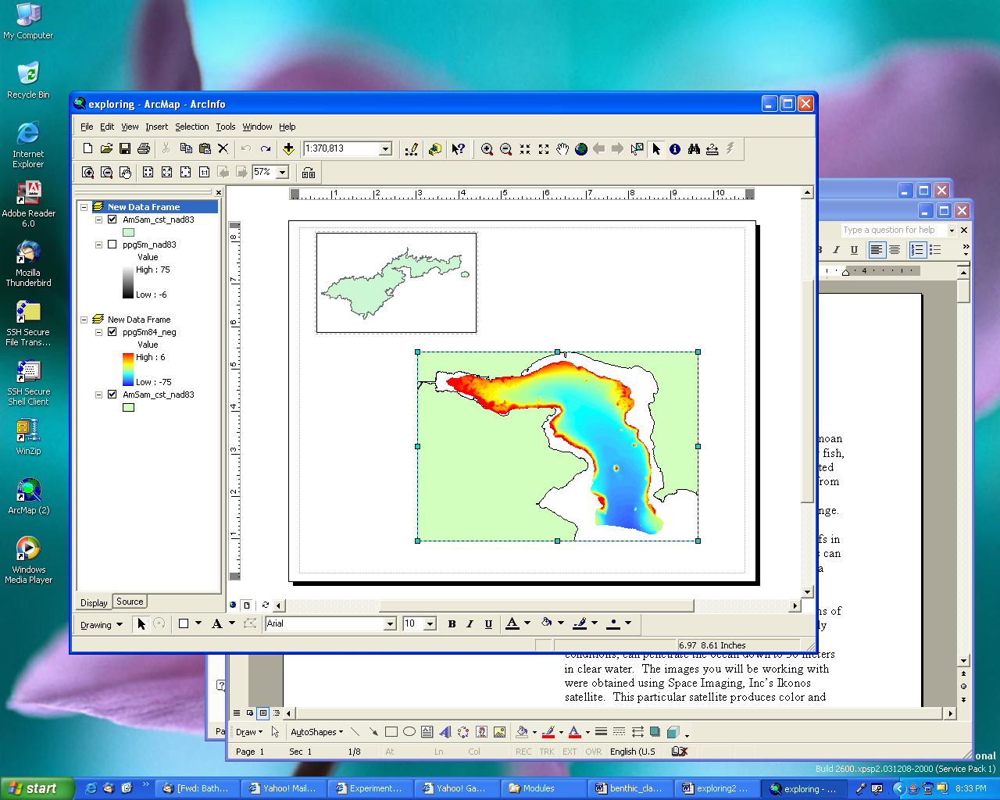 My Computer
Recycle Bin
Internet
Explorer
Adobe Reader
6.0
Mozilla
Thunderbird
SSH Secure
File Trans...
SSH Secure
Shell Client
WinZip
ArcMap (2)
Windows
Media Player
exploring - ArcMap - ArcInfo
File Edit View Insert Selection Tools Window Help
1:370,813
57%
New Data Frame
AmSam_cst_nad83
ppg5m_nad83
Value
High : 75
Low : -6
New Data Frame
ppg5m84_neg
Value
High : 6
Low : -75
AmSam_cst_nad83
Display Source
1 2 3 4 5 6 7 8 9 10
8
7
6
5
4
3
2
1
Drawing A Arial 10 B I U A
6.97 8.61 Inches
Type a question for help
B I U
4
moan
fish,
ted
from
nge.
fs in
s can
a
ns of
ly
conditions, can penetrate the ocean down to 30 meters
in clear water. The images you will be working with
were obtained using Space Imaging, Inc's Ikonos
satellite. This particular satellite produces color and
Draw AutoShapes
Pa
Page 1 Sec 1 1/8 At Ln Col REC TRK EXT OVR English (U.S
onal
Build 2600.xpsp2.031208-2000 (Service Pack 1)
start
[Fwd: Bath...
Yahoo! Mail...
Experiment...
Yahoo! Ga...
Modules
benthic_cla...
exploring2 ...
exploring - ...
8:33 PM